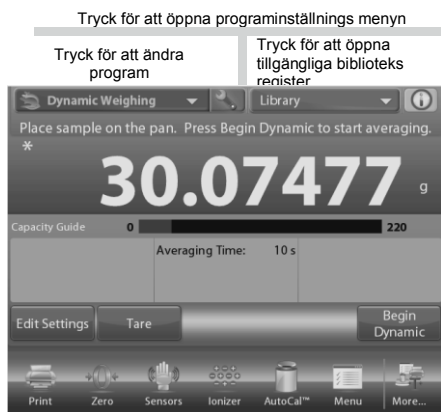 Tryck för att öppna programinställnings menyn
Tryck för att ändra
program
Tryck för att öppna
tillgängliga biblioteks
register
Dynamic Weighing
Library
Place sample on the pan. Press Begin Dynamic to start averaging.
*
30.07477 g
Capacity Guide 0 220
Averaging Time: 10 s
Edit Settings
Tare
Begin
Dynamic
Print
Zero
Sensors
Ionizer
AutoCal™
Menu
More...